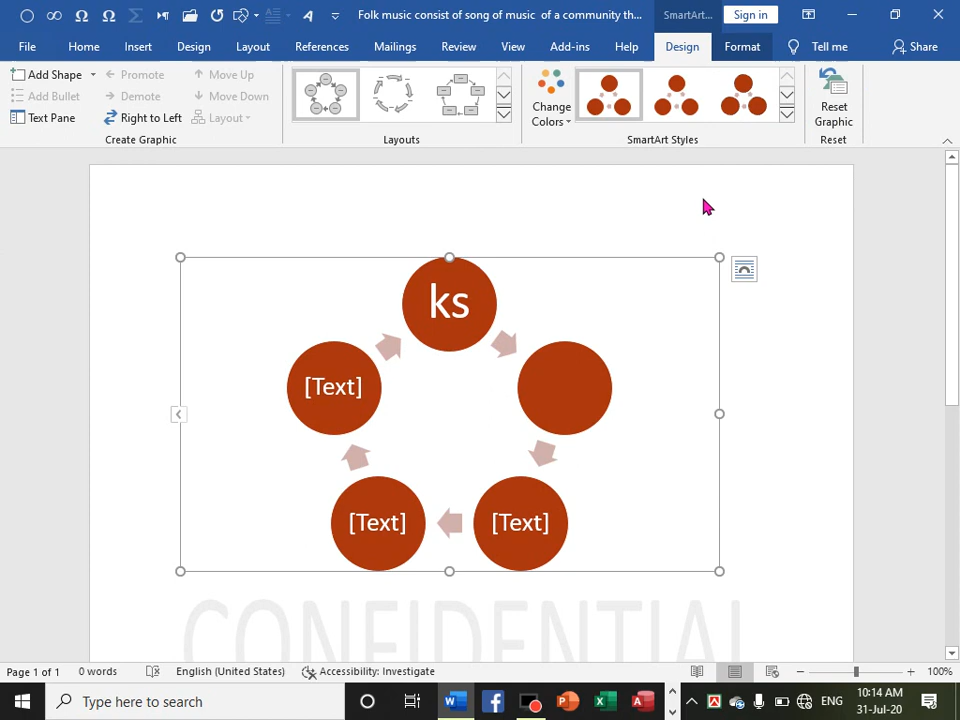 Folk music consist of song of music of a community th...
SmartArt...
Sign in
File
Home
Insert
Design
Layout
References
Mailings
Review
View
Add-ins
Help
Design
Format
Tell me
Share
Add Shape
Promote
Move Up
Add Bullet
Demote
Move Down
Text Pane
Right to Left
Layout
Create Graphic
Layouts
Change
Colors
SmartArt Styles
Reset
Graphic
Reset
ks
[Text]
[Text]
[Text]
CONFIDENTIAL
Page 1 of 1
0 words
English (United States)
Accessibility: Investigate
100%
Type here to search
ENG
10:14 AM
31-Jul-20